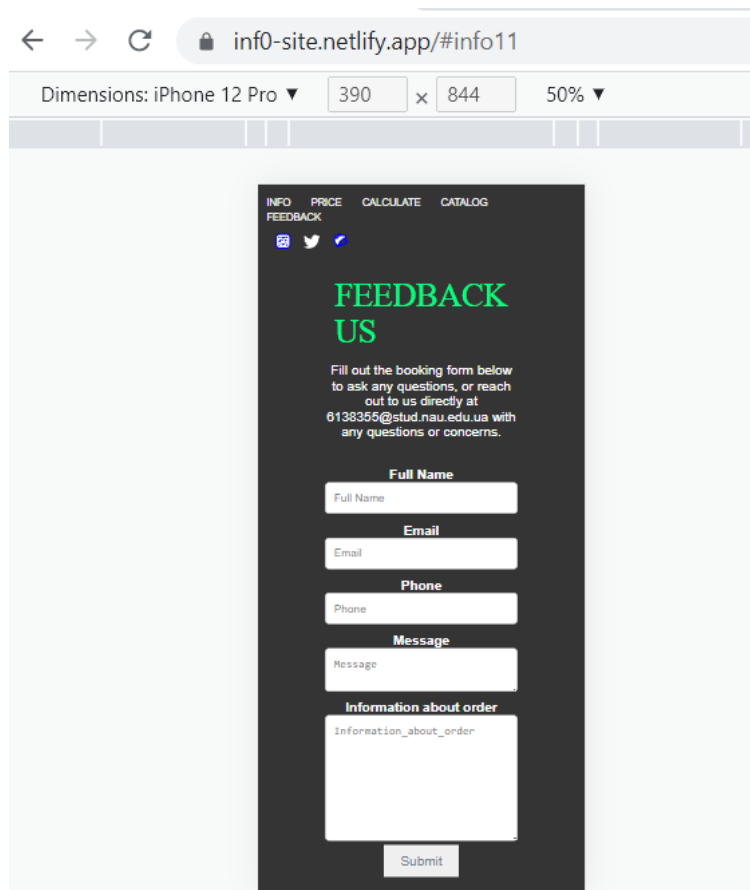 inf0-site.netlify.app/#info11
Dimensions: iPhone 12 Pro ▼ 390 × 844 50% ▼
INFO PRICE CALCULATE CATALOG
FEEDBACK
FEEDBACK
US
Fill out the booking form below
to ask any questions, or reach
out to us directly at
6138355@stud.nau.edu.ua with
any questions or concerns.
Full Name
Full Name
Email
Email
Phone
Phone
Message
Message
Information about order
Information_about_order
Submit